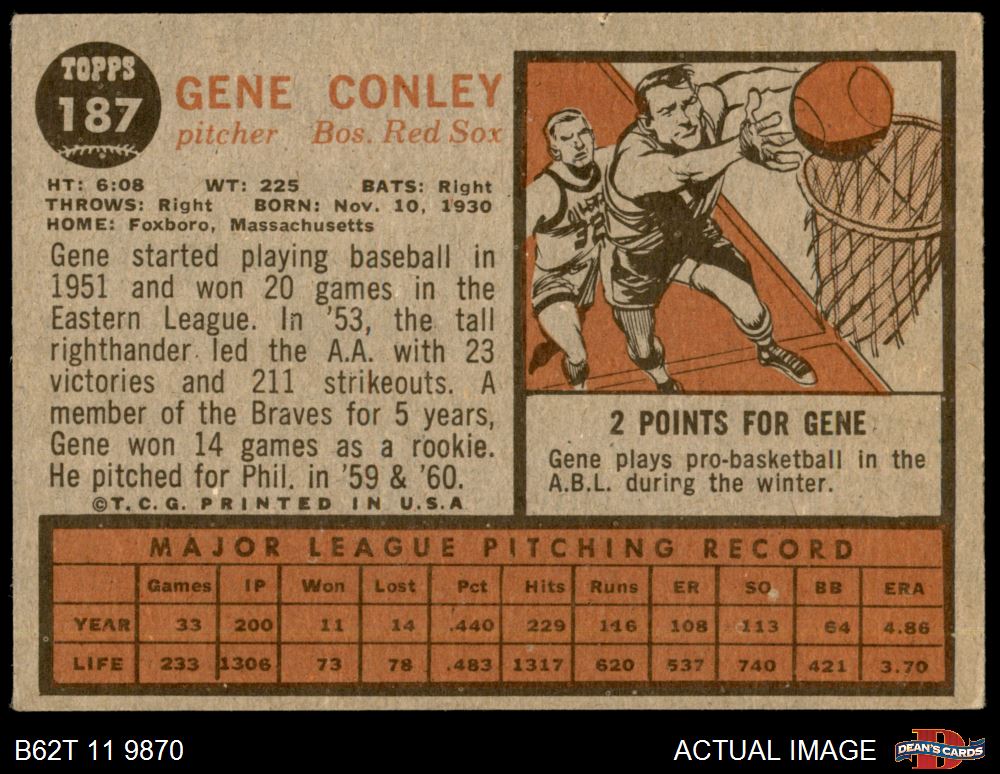 TOPPS
187
GENE CONLEY
pitcher Bos. Red Sox
HT: 6:08 WT: 225 BATS: Right
THROWS: Right BORN: Nov. 10, 1930
HOME: Foxboro, Massachusetts
Gene started playing baseball in
1951 and won 20 games in the
Eastern League. In '53, the tall
righthander led the A.A. with 23
victories and 211 strikeouts. A
member of the Braves for 5 years,
Gene won 14 games as a rookie.
He pitched for Phil. in '59 & '60.
©T.C.G. PRINTED IN U.S.A
2 POINTS FOR GENE
Gene plays pro-basketball in the
A.B.L. during the winter.
MAJOR LEAGUE PITCHING RECORD
Games IP Won Lost Pct Hits Runs ER SO BB ERA
YEAR 33 200 11 14 .440 229 116 108 113 64 4.86
LIFE 233 1306 73 78 .483 1317 620 537 740 421 3.70
B62T 11 9870
ACTUAL IMAGE
D
DEAN'S CARDS